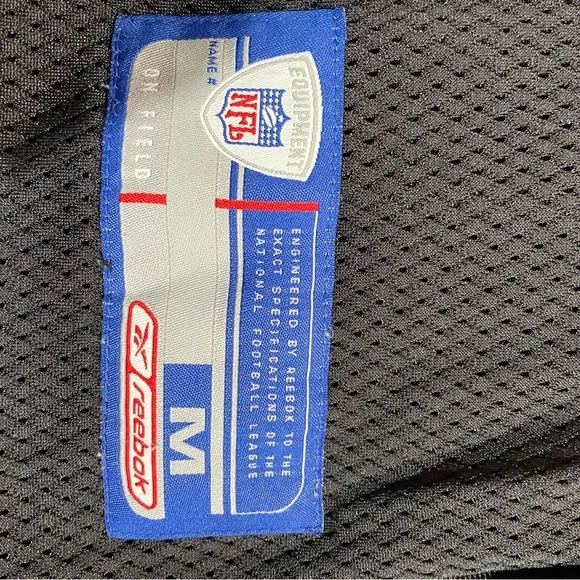 NAME #
ON FIELD
EQUIPMENT
NFL
ENGINEERED BY REEBOK TO THE
EXACT SPECIFICATIONS OF THE
NATIONAL FOOTBALL LEAGUE
Reebok
M